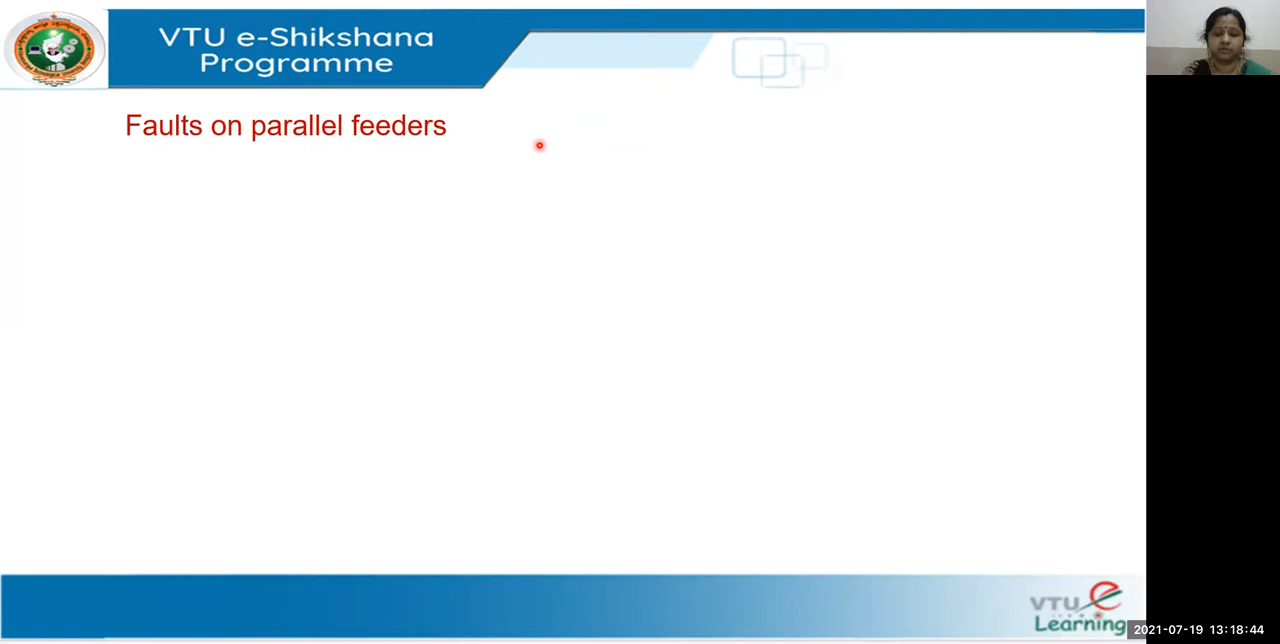 VTU e-Shikshana
Programme
Faults on parallel feeders
VTU e
Learning
2021-07-19 13:18:44